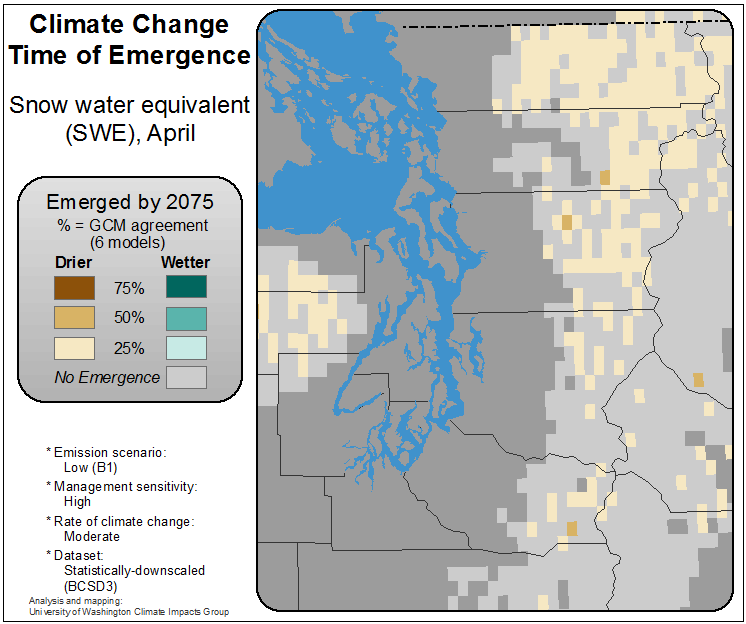 Climate Change
Time of Emergence
Snow water equivalent
(SWE), April
Emerged by 2075
% = GCM agreement
(6 models)
Drier Wetter
75%
50%
25%
No Emergence
* Emission scenario:
Low (B1)
* Management sensitivity:
High
* Rate of climate change:
Moderate
* Dataset:
Statistically-downscaled
(BCSD3)
Analysis and mapping:
University of Washington Climate Impacts Group